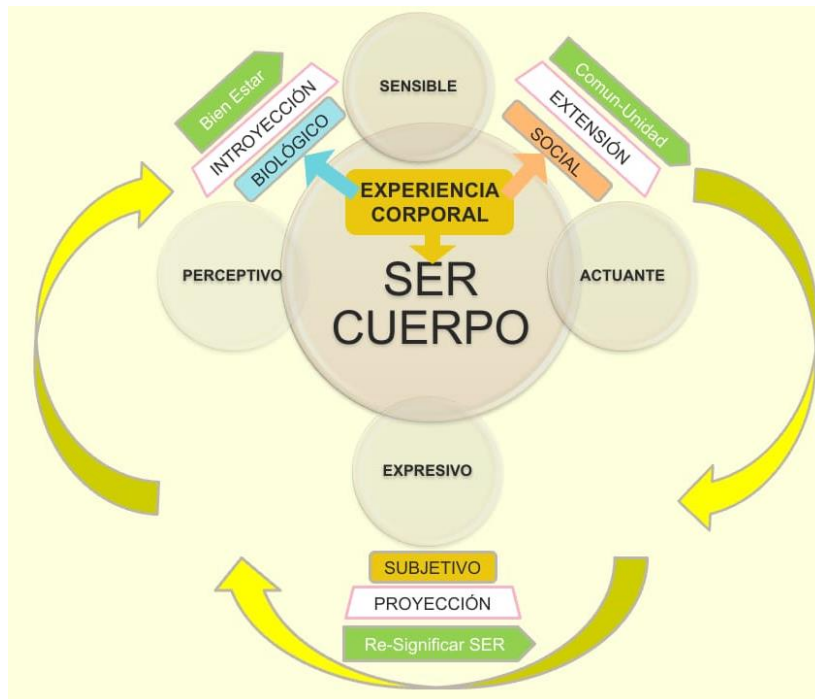 SENSIBLE
Bien Estar
INTROYECCIÓN
BIOLÓGICO
Comun-Unidad
EXTENSIÓN
SOCIAL
EXPERIENCIA
CORPORAL
PERCEPTIVO
SER
CUERPO
ACTUANTE
EXPRESIVO
SUBJETIVO
PROYECCIÓN
Re-Significar SER